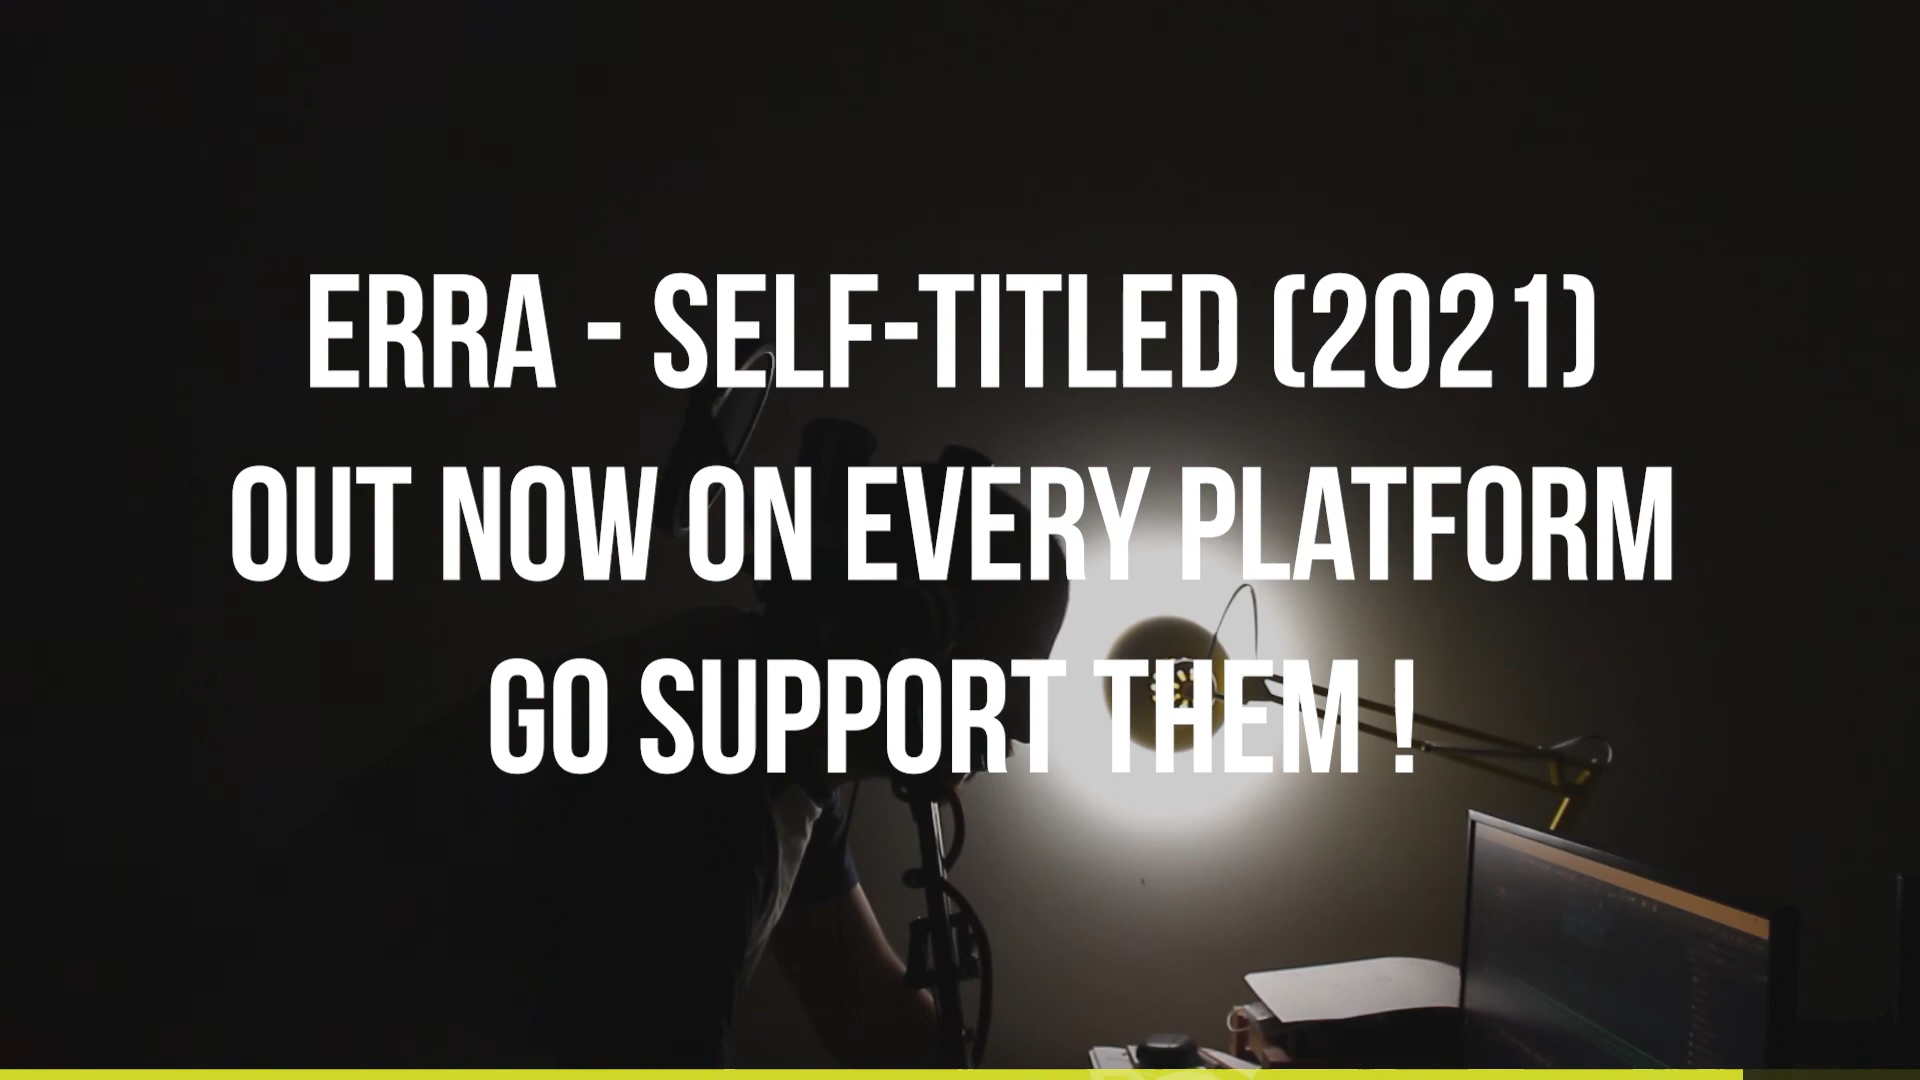 ERRA - SELF-TITLED (2021)
OUT NOW ON EVERY PLATFORM
GO SUPPORT THEM !